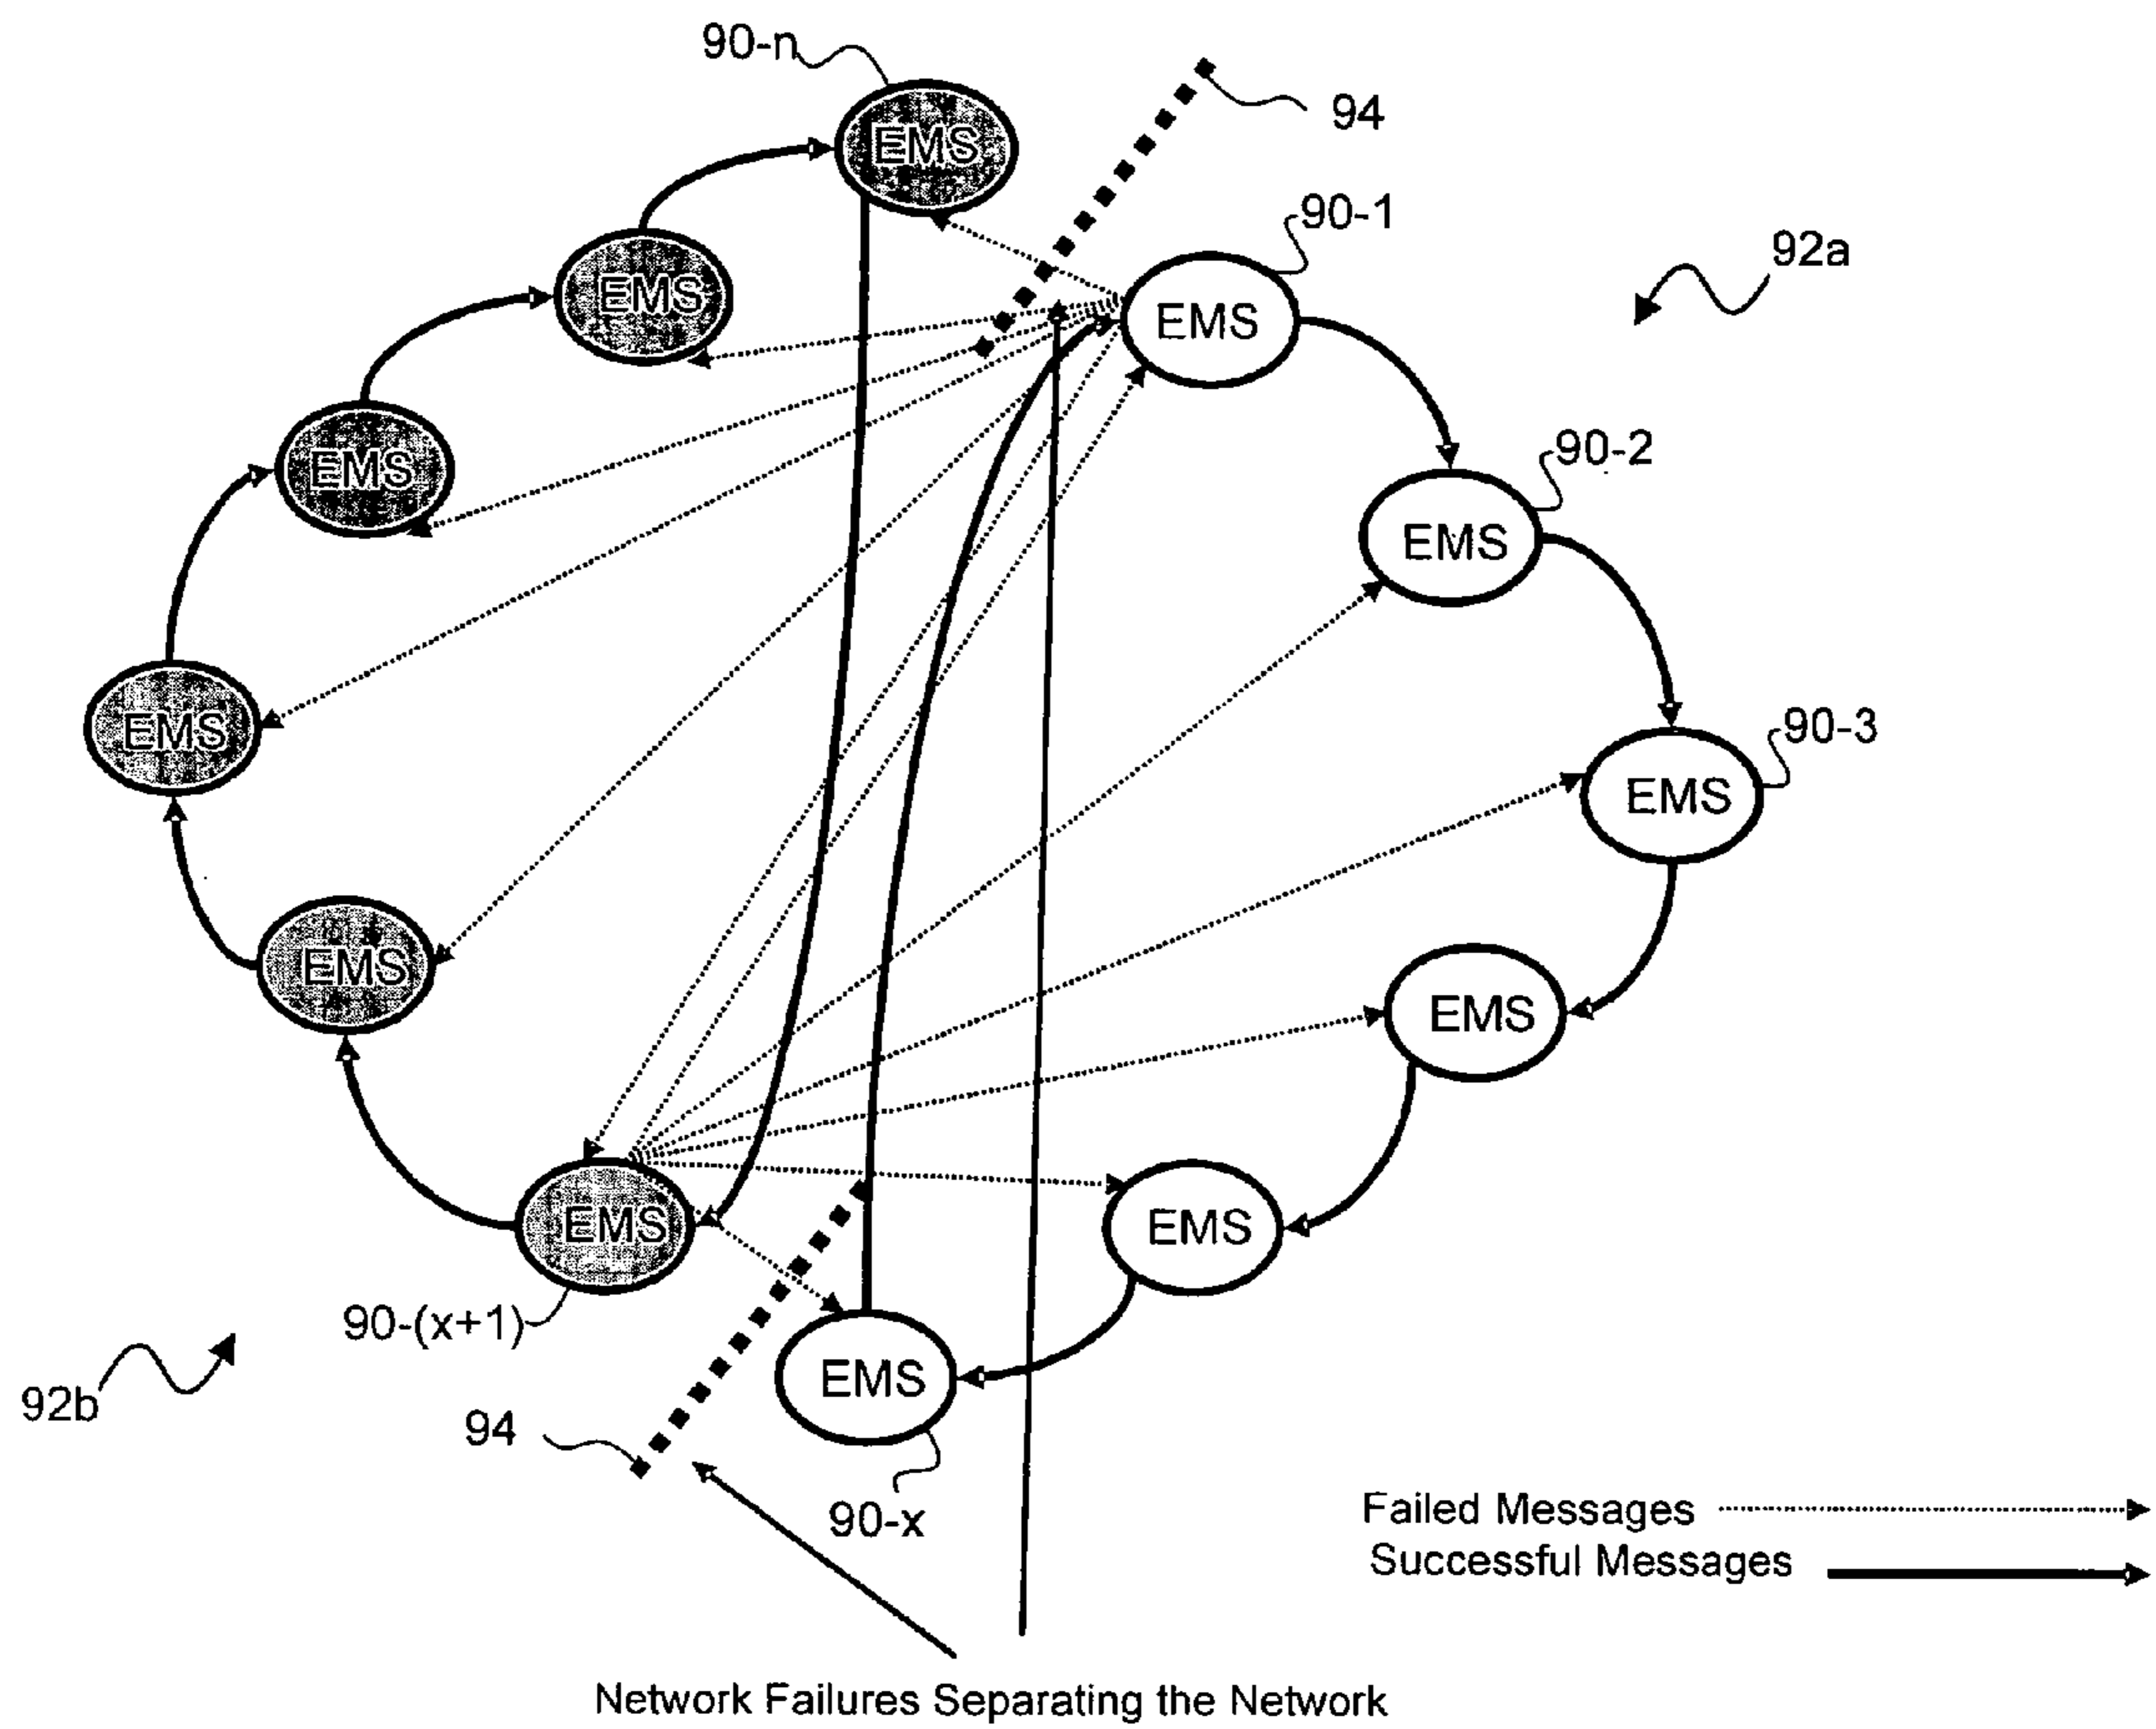 90-n
94
EMS
90-1
92a
EMS
EMS
90-2
EMS
EMS
90-3
EMS
EMS
EMS
EMS
EMS
EMS
EMS
90-(x+1)
EMS
92b
94
90-x
Failed Messages
Successful Messages
Network Failures Separating the Network